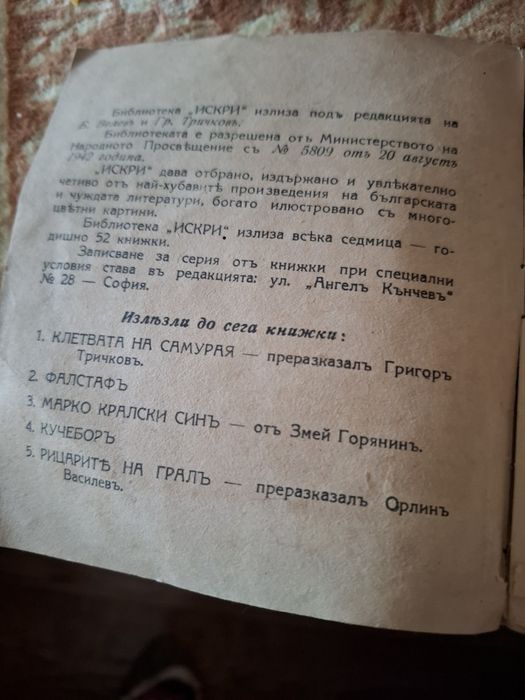 Библиотека „ИСКРИ“ излиза подъ редакцията на
Б. Велевъ и Гр. Тричковъ.
Библиотеката е разрешена отъ Министерството на
Народното Просвѣщение съ № 5809 отъ 20 августъ
1942 година.
„ИСКРИ“ дава отбрано, издържано и увлѣкателно
четиво отъ най-хубавитѣ произведения на българската
и чуждата литератури, богато илюстровано съ много-
цвѣтни картини.
Библиотека „ИСКРИ“ излиза всѣка седмица — го-
дишно 52 книжки.
Записване за серия отъ книжки при специални
условия става въ редакцията: ул. „Ангелъ Кънчевъ“
№ 28 — София.
Излѣзли до сега книжки:
1. КЛЕТВАТА НА САМУРАЯ — преразказалъ Григоръ
Тричковъ.
2. ФАЛСТАФЪ
3. МАРКО КРАЛСКИ СИНЪ — отъ Змей Горянинъ.
4. КУЧЕБОРЪ
5. РИЦАРИТѢ НА ГРАЛЪ — преразказалъ Орлинъ
Василевъ.